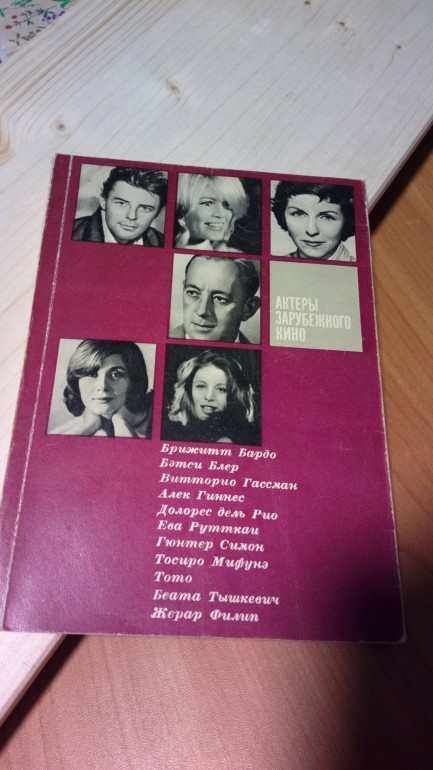 АКТЕРЫ
ЗАРУБЕЖНОГО
КИНО
Брижитт Бардо
Бэтси Блер
Витторио Гассман
Алек Гиннес
Долорес дель Рио
Ева Рутткаи
Гюнтер Симон
Тосиро Мифунэ
Тото
Беата Тышкевич
Жерар Филип